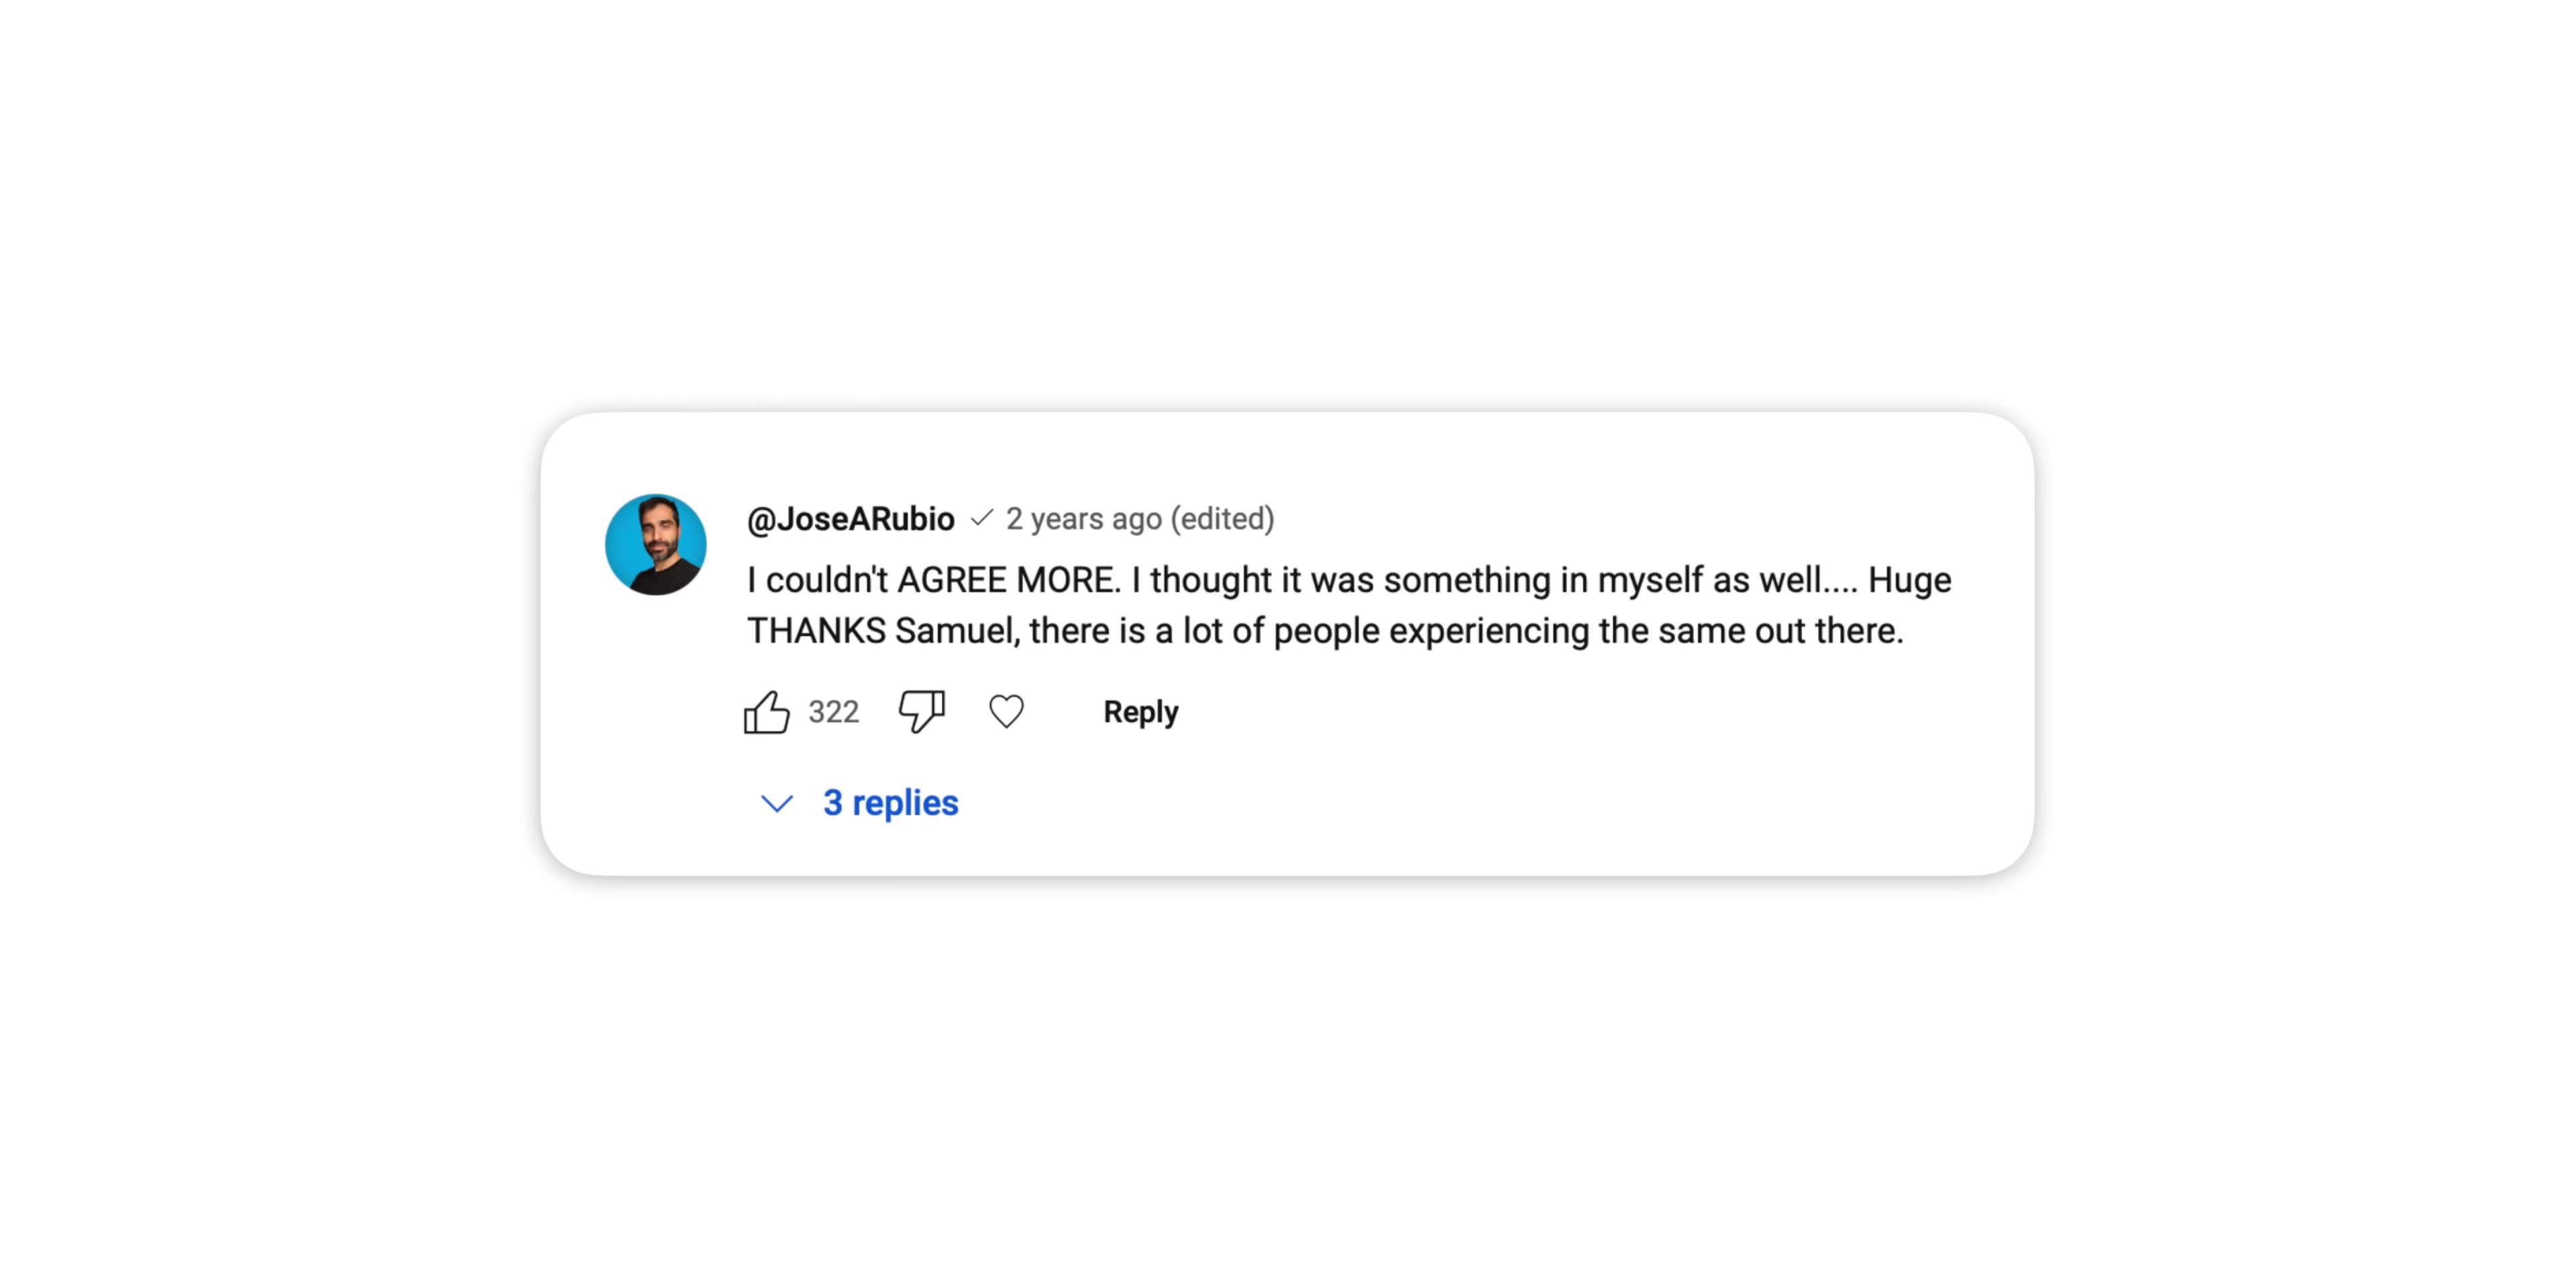 @JoseARubio ✓ 2 years ago (edited)
I couldn't AGREE MORE. I thought it was something in myself as well.... Huge
THANKS Samuel, there is a lot of people experiencing the same out there.
322 Reply
3 replies